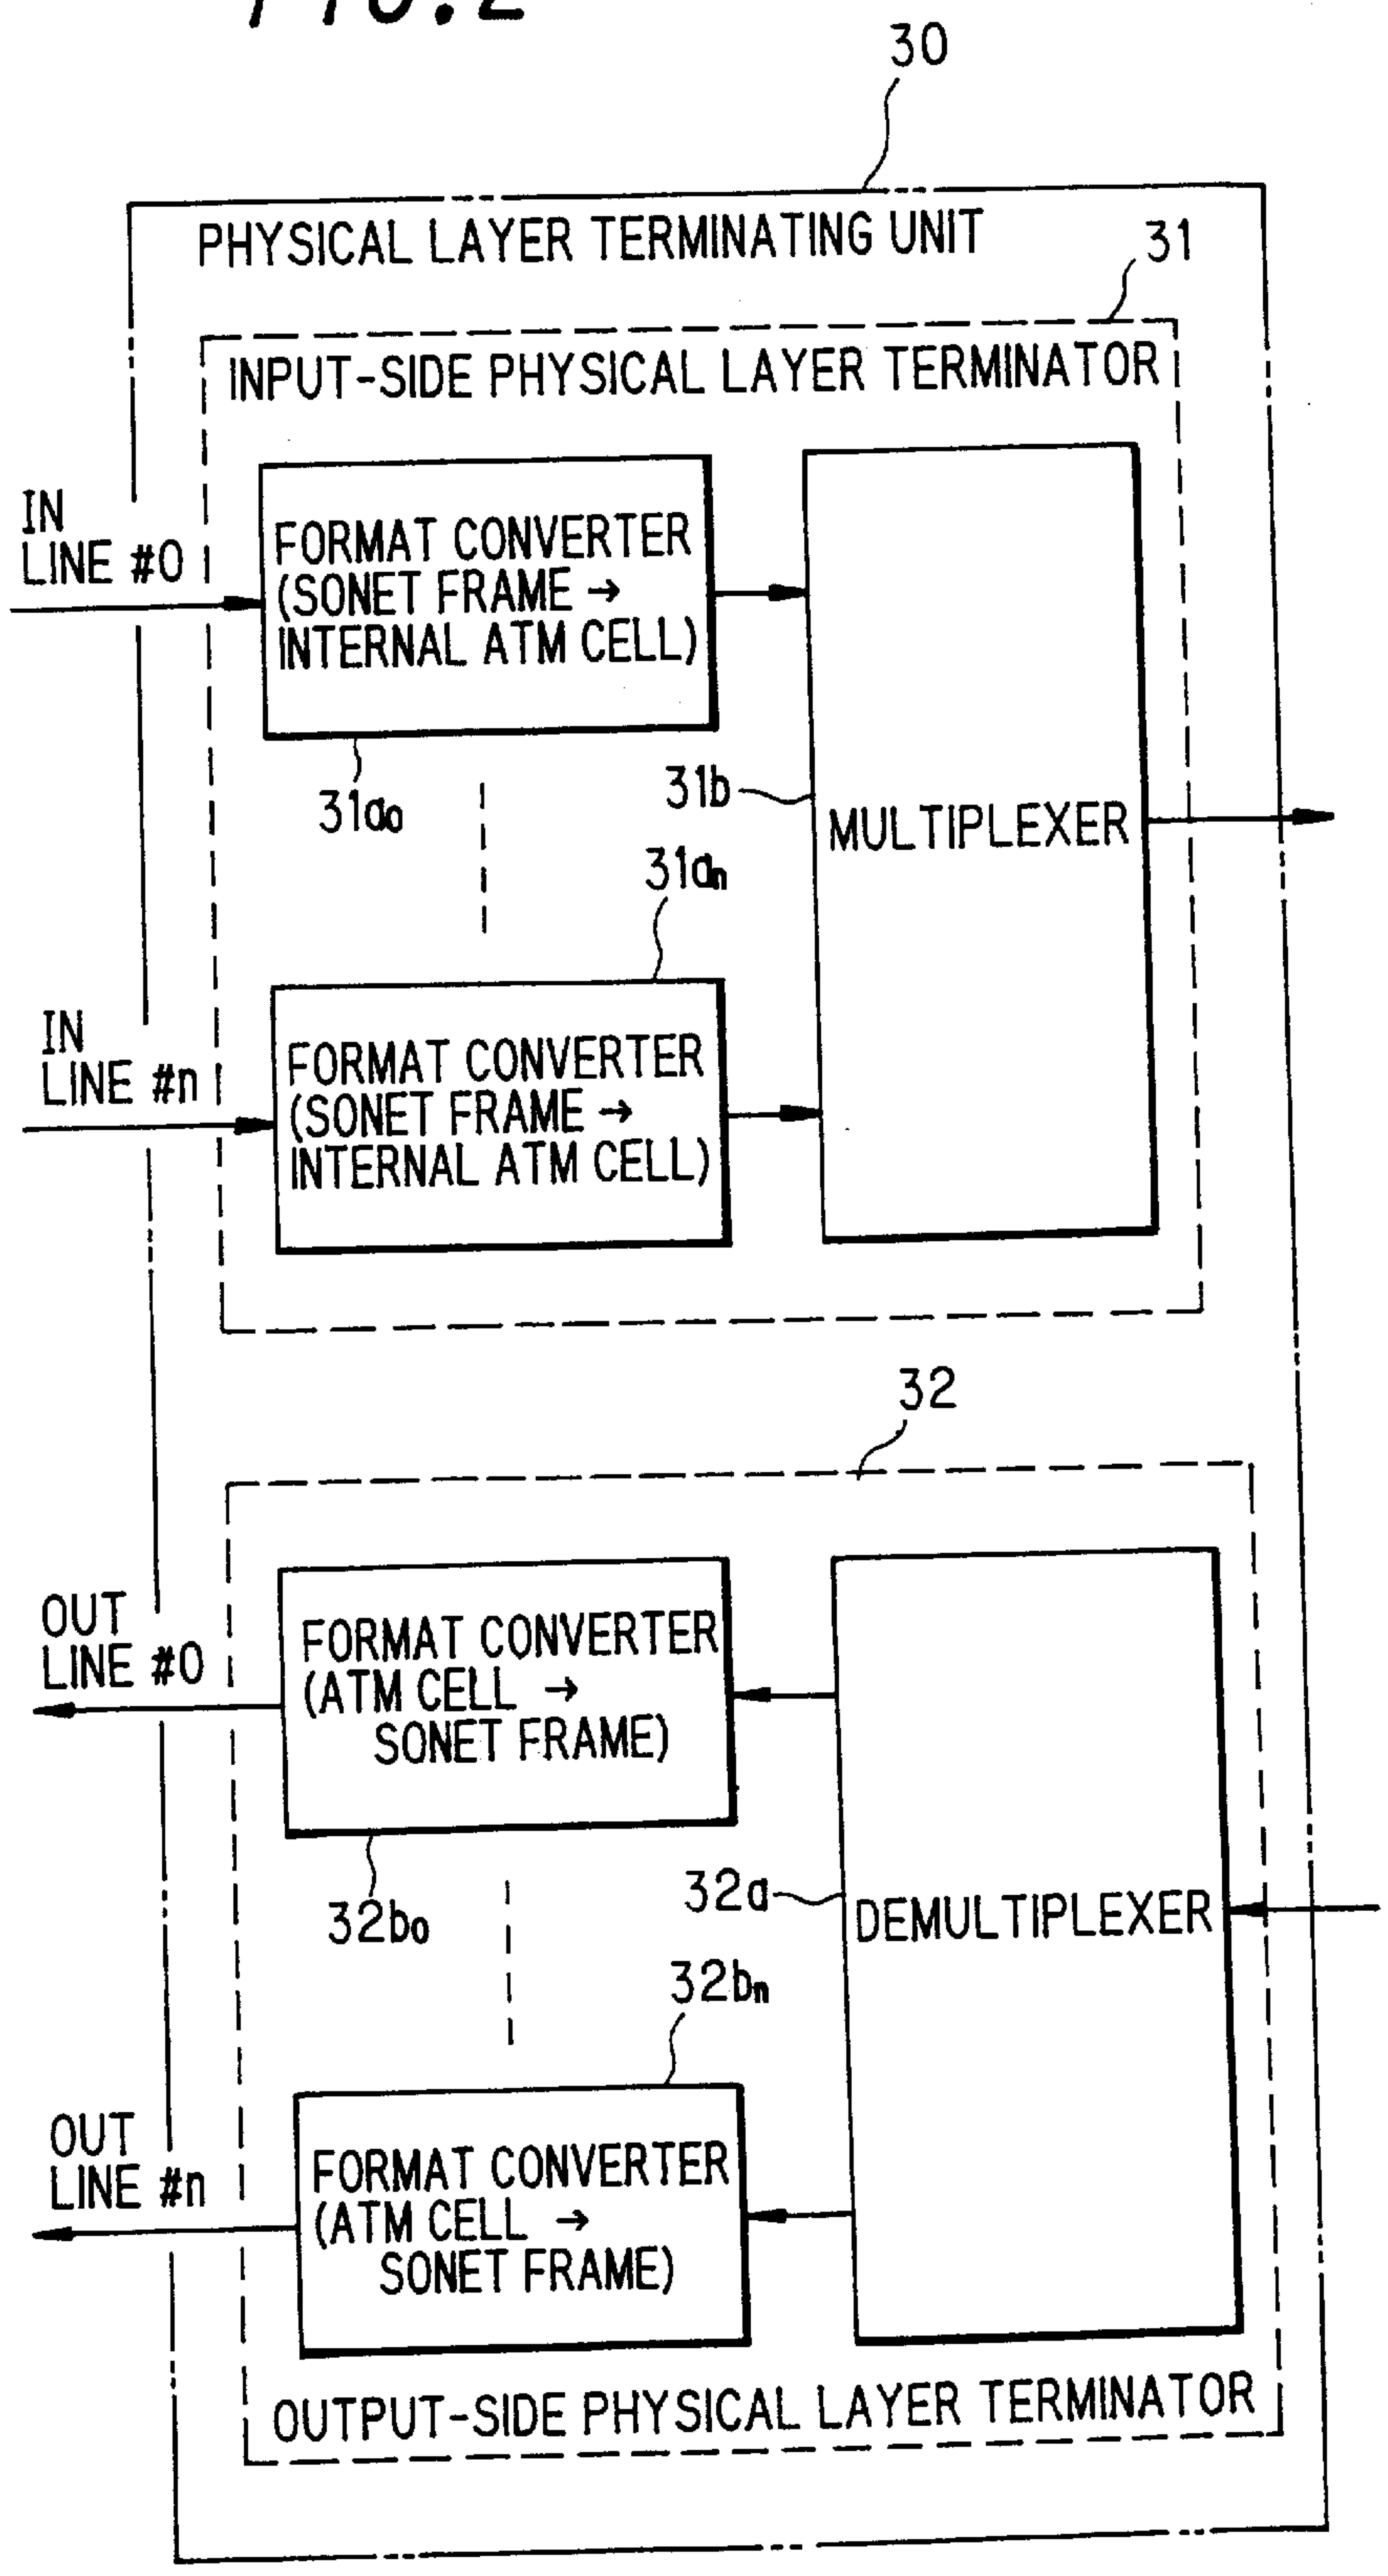 FIG.2
30
PHYSICAL LAYER TERMINATING UNIT
31
INPUT-SIDE PHYSICAL LAYER TERMINATOR
IN
LINE #0
FORMAT CONVERTER
(SONET FRAME →
INTERNAL ATM CELL)
31a0
31b
MULTIPLEXER
31an
IN
LINE #n
FORMAT CONVERTER
(SONET FRAME →
INTERNAL ATM CELL)
32
OUT
LINE #0
FORMAT CONVERTER
(ATM CELL →
SONET FRAME)
32b0
32a
DEMULTIPLEXER
32bn
OUT
LINE #n
FORMAT CONVERTER
(ATM CELL →
SONET FRAME)
OUTPUT-SIDE PHYSICAL LAYER TERMINATOR